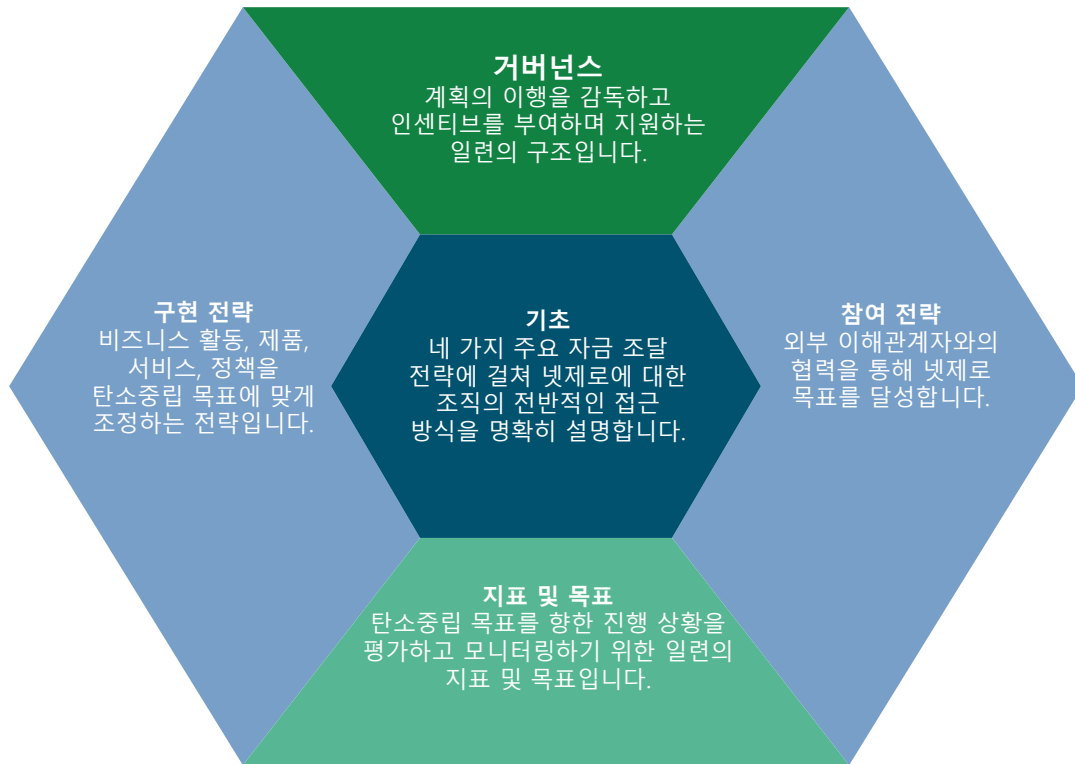 거버넌스
계획의 이행을 감독하고
인센티브를 부여하며 지원하는
일련의 구조입니다.
구현 전략
비즈니스 활동, 제품,
서비스, 정책을
탄소중립 목표에 맞게
조정하는 전략입니다.
기초
네 가지 주요 자금 조달
전략에 걸쳐 넷제로에 대한
조직의 전반적인 접근
방식을 명확히 설명합니다.
참여 전략
외부 이해관계자와의
협력을 통해 넷제로
목표를 달성합니다.
지표 및 목표
탄소중립 목표를 향한 진행 상황을
평가하고 모니터링하기 위한 일련의
지표 및 목표입니다.